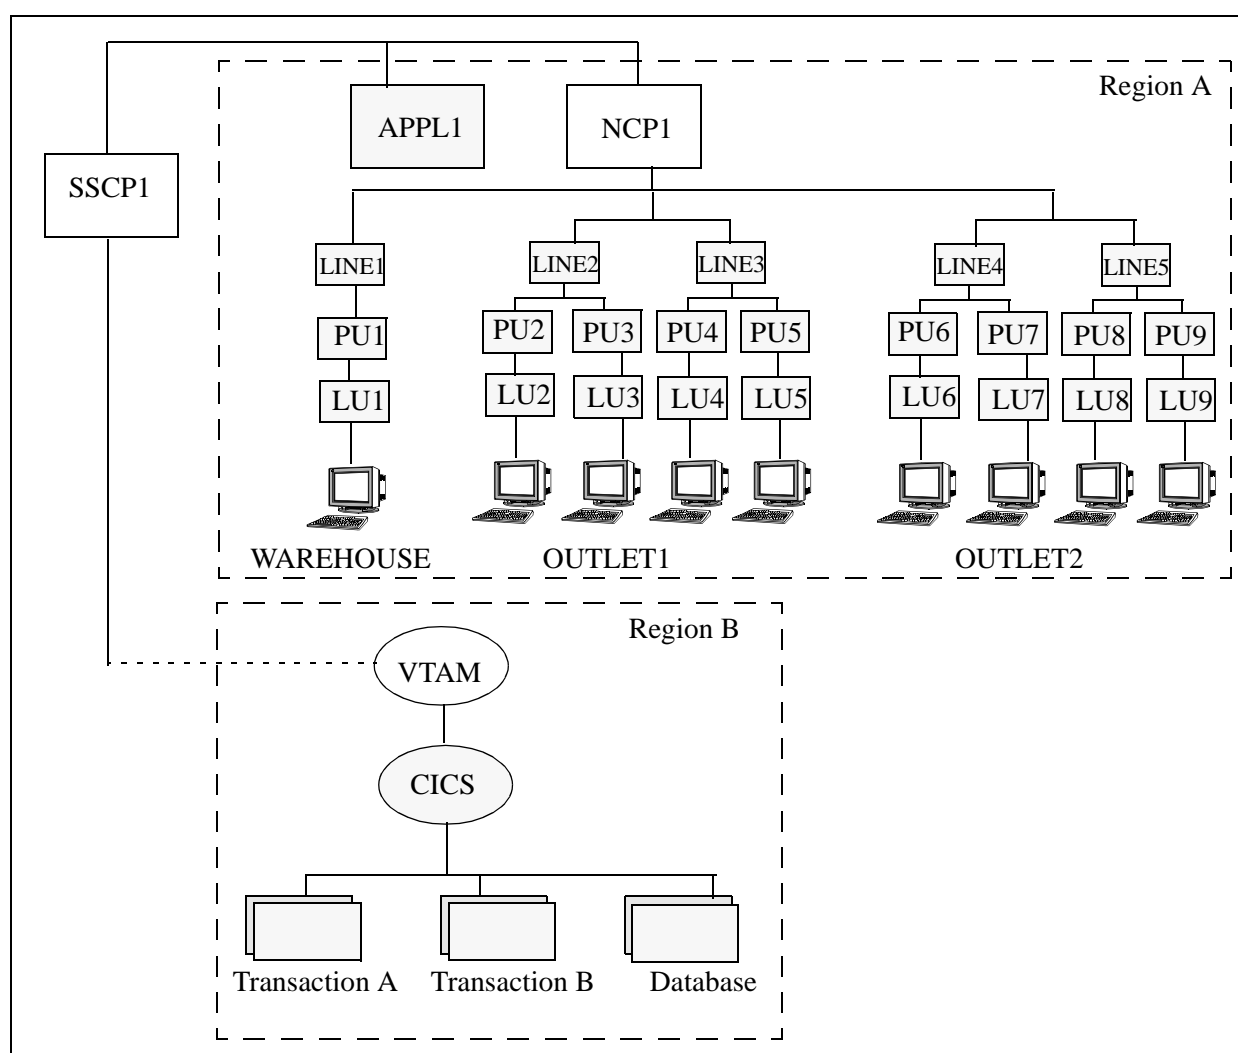 Region A
APPL1
NCP1
SSCP1
LINE1
LINE2
LINE3
LINE4
LINE5
PU1
PU2
PU3
PU4
PU5
PU6
PU7
PU8
PU9
LU1
LU2
LU3
LU4
LU5
LU6
LU7
LU8
LU9
WAREHOUSE
OUTLET1
OUTLET2
Region B
VTAM
CICS
Transaction A
Transaction B
Database